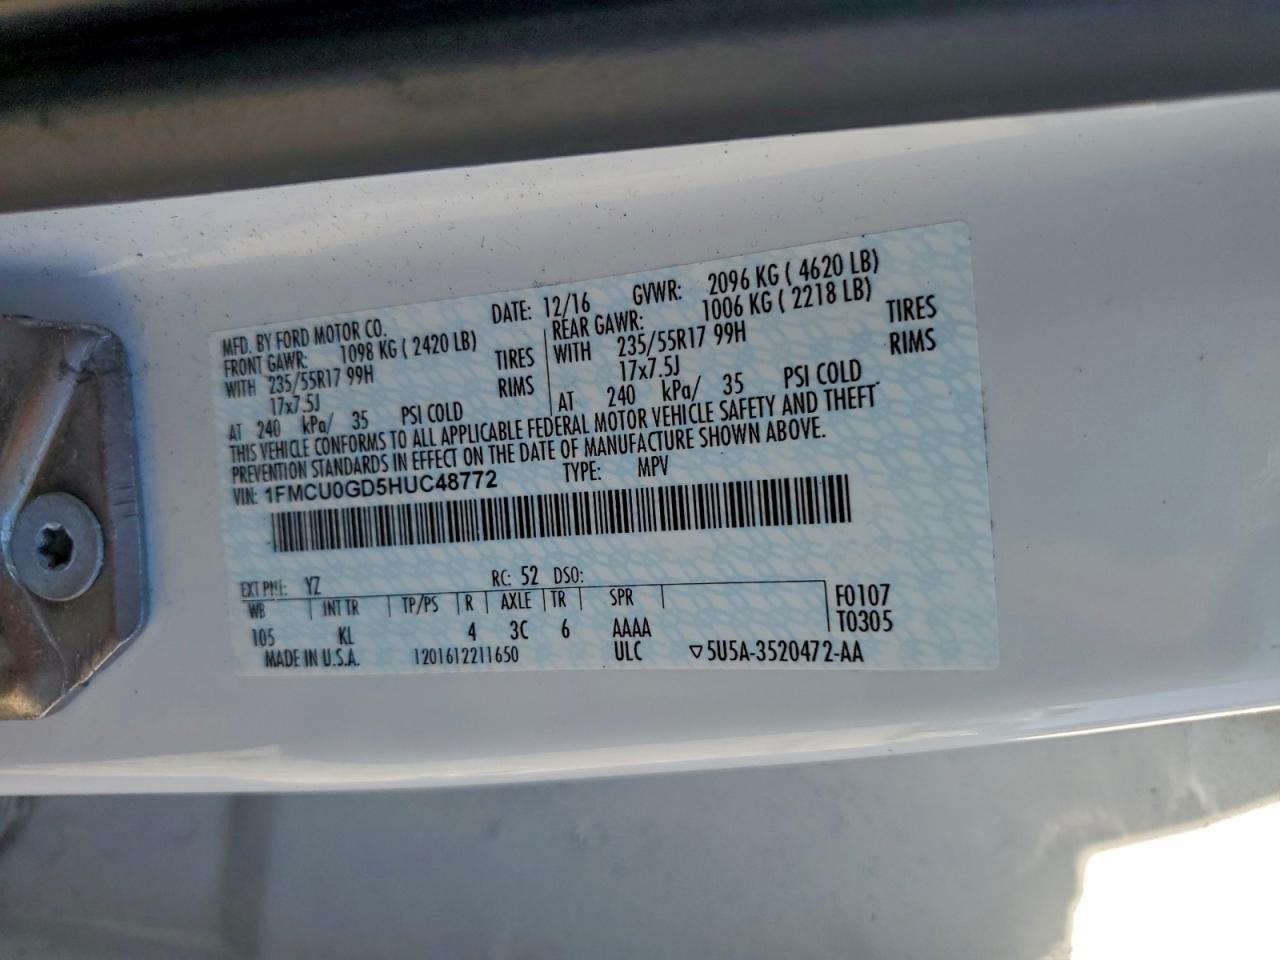 MFD. BY FORD MOTOR CO. DATE: 12/16 GVWR: 2096 KG ( 4620 LB)
FRONT GAWR: 1098 KG ( 2420 LB) REAR GAWR: 1006 KG ( 2218 LB)
WITH 235/55R17 99H TIRES WITH 235/55R17 99H TIRES
17x7.5J RIMS 17x7.5J RIMS
AT 240 kPa/ 35 PSI COLD AT 240 kPa/ 35 PSI COLD
THIS VEHICLE CONFORMS TO ALL APPLICABLE FEDERAL MOTOR VEHICLE SAFETY AND THEFT
PREVENTION STANDARDS IN EFFECT ON THE DATE OF MANUFACTURE SHOWN ABOVE.
VIN: 1FMCU0GD5HUC48772 TYPE: MPV
EXT PNT: YZ RC: 52 DSO:
WB INT TR TP/PS R AXLE TR SPR F0107
105 KL 4 3C 6 AAAA T0305
MADE IN U.S.A. 1201612211650 ULC ▽5U5A-3520472-AA